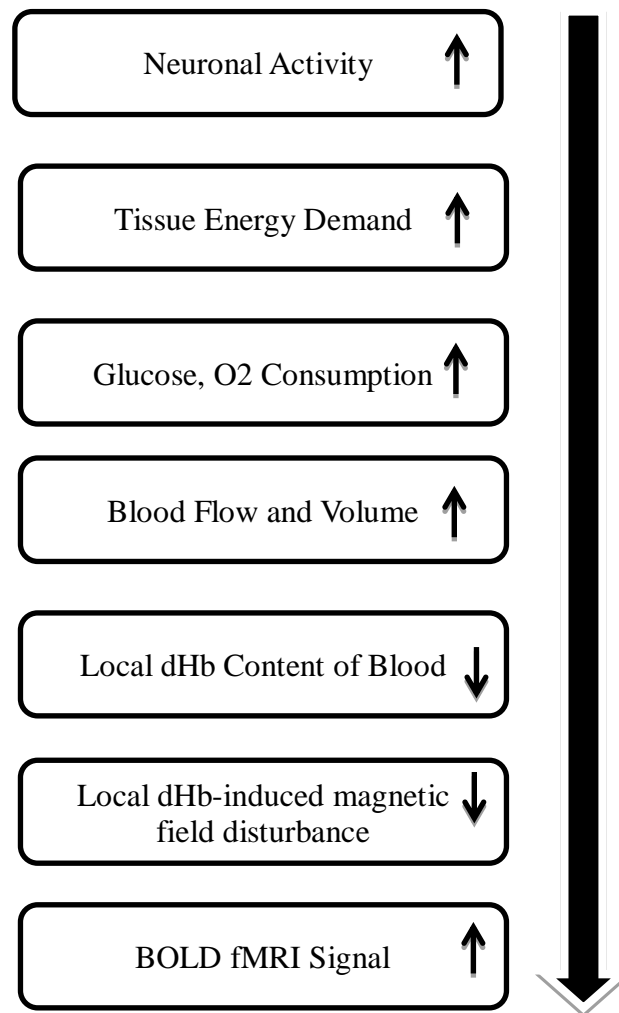 Neuronal Activity
Tissue Energy Demand
Glucose, O2 Consumption
Blood Flow and Volume
Local dHb Content of Blood
Local dHb-induced magnetic
field disturbance
BOLD fMRI Signal